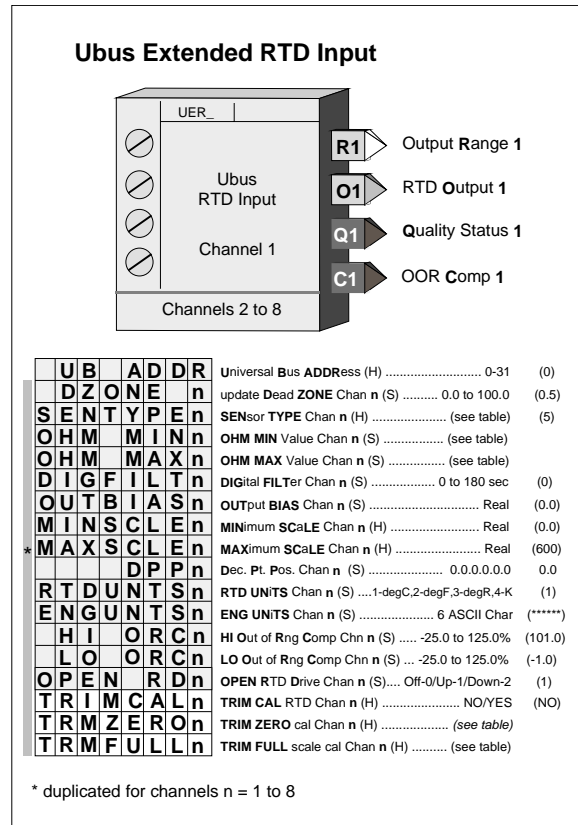 Ubus Extended RTD Input
UER_
Ubus
RTD Input
Channel 1
Channels 2 to 8
R1 Output Range 1
O1 RTD Output 1
Q1 Quality Status 1
C1 OOR Comp 1
UB ADDR Universal Bus ADDRess (H) .................... 0-31 (0)
DZONE n update Dead ZONE Chan n (S) .......... 0.0 to 100.0 (0.5)
SENTYPEn SENsor TYPE Chan n (H) ..................... (see table) (5)
OHM MINn OHM MIN Value Chan n (S) ................ (see table)
OHM MAXn OHM MAX Value Chan n (S) ............... (see table)
DIGFILTn DIGital FILTer Chan n (S) .................... 0 to 180 sec (0)
OUTBIASn OUTput BIAS Chan n (S) ............................... Real (0.0)
MINSCLEn MINimum SCaLE Chan n (H) ......................... Real (0.0)
* MAXSCLEn MAXimum SCaLE Chan n (H) ........................ Real (600)
DPPn Dec. Pt. Pos. Chan n (S) ..................... 0.0.0.0.0.0 0.0
RTDUNTSn RTD UNiTS Chan n (S) ....1-degC,2-degF,3-degR,4-K (1)
ENGUNTSn ENG UNiTS Chan n (S) ...................... 6 ASCII Char (******)
HI ORCn HI Out of Rng Comp Chn n (S) ..... -25.0 to 125.0% (101.0)
LO ORCn LO Out of Rng Comp Chn n (S) ... -25.0 to 125.0% (-1.0)
OPEN RDn OPEN RTD Drive Chan n (S).... Off-0/Up-1/Down-2 (1)
TRIMCALn TRIM CAL RTD Chan n (H) ...................... NO/YES (NO)
TRMZEROn TRIM ZERO cal Chan n (H) ................... (see table)
TRMFULLn TRIM FULL scale cal Chan n (H) .......... (see table)
* duplicated for channels n = 1 to 8